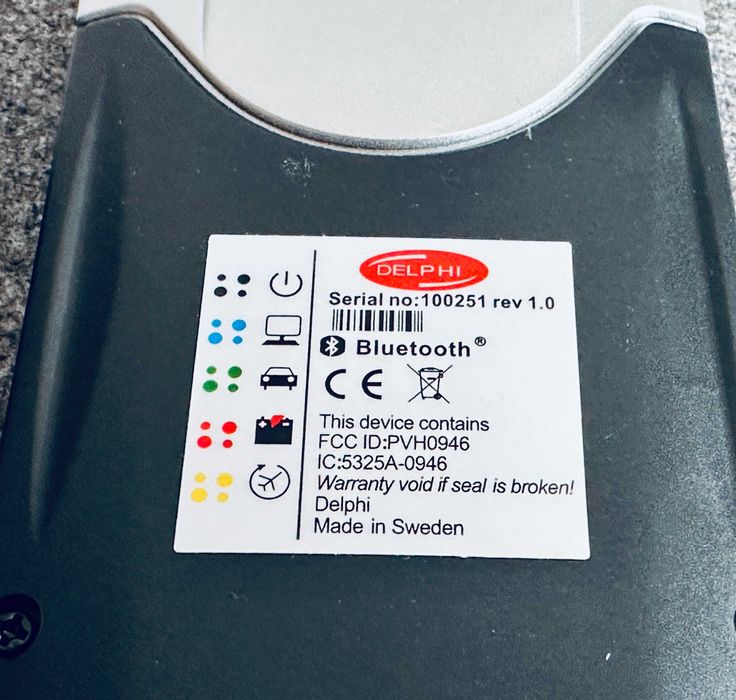 DELPHI
Serial no:100251 rev 1.0
Bluetooth®
CE
This device contains
FCC ID:PVH0946
IC:5325A-0946
Warranty void if seal is broken!
Delphi
Made in Sweden